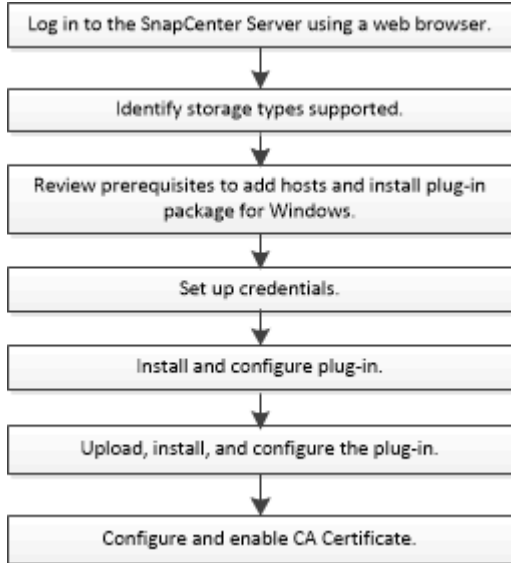 Log in to the SnapCenter Server using a web browser.
Identify storage types supported.
Review prerequisites to add hosts and install plug-in
package for Windows.
Set up credentials.
Install and configure plug-in.
Upload, install, and configure the plug-in.
Configure and enable CA Certificate.